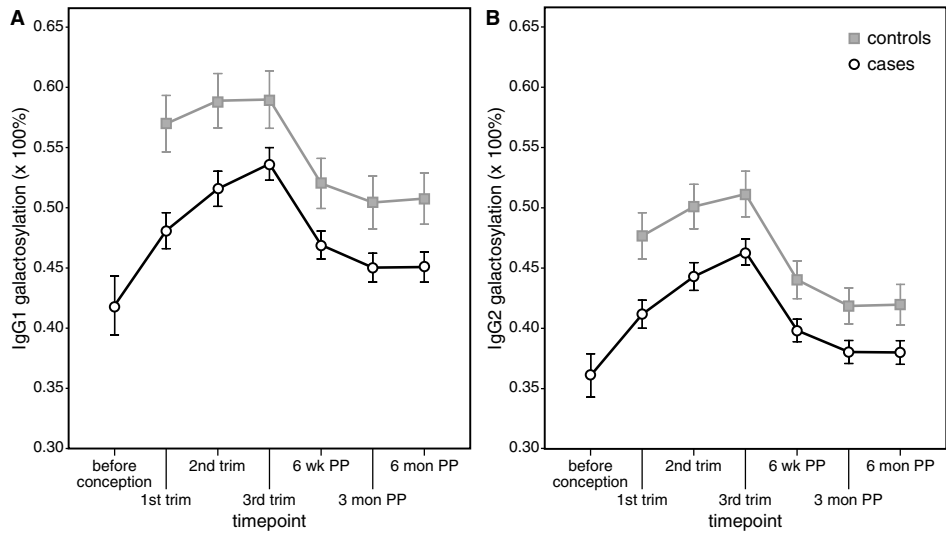 A
IgG1 galactosylation (x 100%)
0.65
0.60
0.55
0.50
0.45
0.40
0.35
0.30
before
conception
1st trim
2nd trim
3rd trim
6 wk PP
3 mon PP
6 mon PP
timepoint
B
IgG2 galactosylation (x 100%)
0.65
0.60
0.55
0.50
0.45
0.40
0.35
0.30
controls
cases
before
conception
1st trim
2nd trim
3rd trim
6 wk PP
3 mon PP
6 mon PP
timepoint